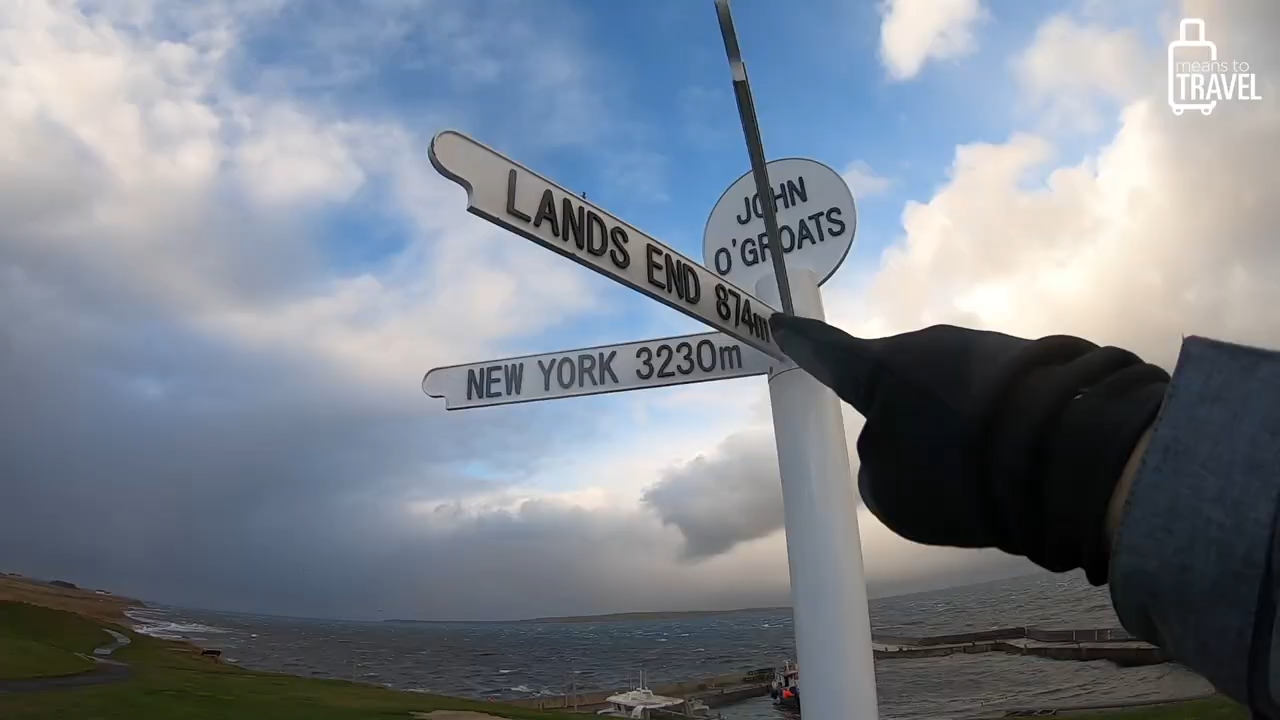 means to
TRAVEL
JOHN
O'GROATS
LANDS END 874m
NEW YORK 3230m